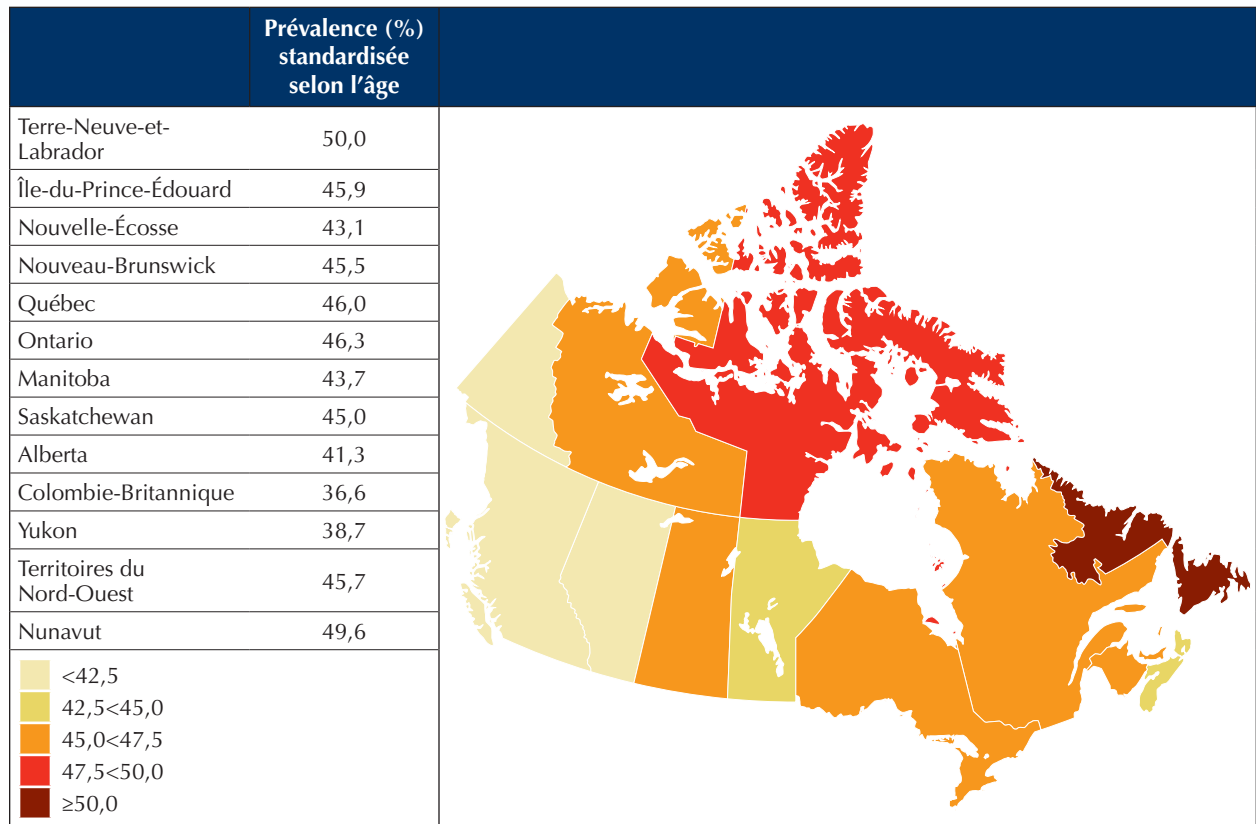 Prévalence (%)
standardisée
selon l’âge
Terre-Neuve-et-
Labrador
50,0
Île-du-Prince-Édouard 45,9
Nouvelle-Écosse 43,1
Nouveau-Brunswick 45,5
Québec 46,0
Ontario 46,3
Manitoba 43,7
Saskatchewan 45,0
Alberta 41,3
Colombie-Britannique 36,6
Yukon 38,7
Territoires du
Nord-Ouest
45,7
Nunavut 49,6
<42,5
42,5<45,0
45,0<47,5
47,5<50,0
≥50,0